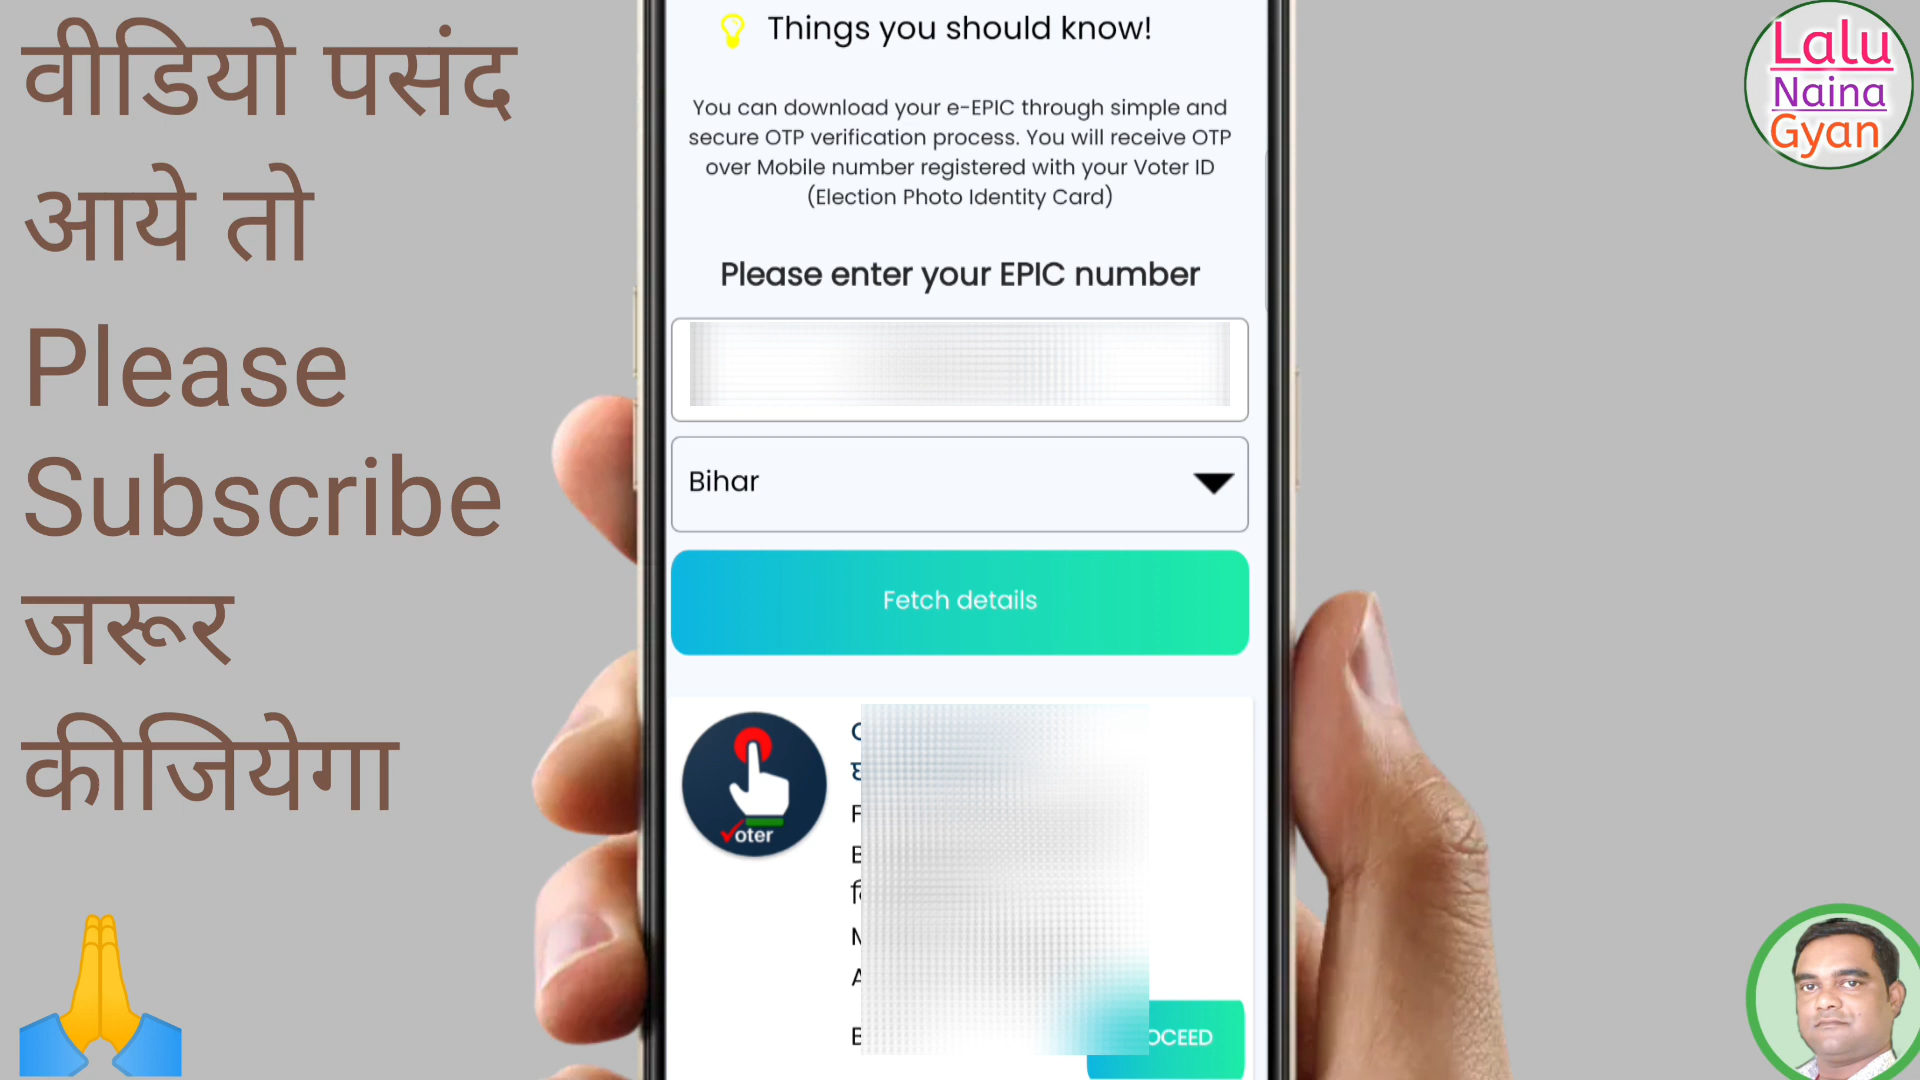 वीडियो पसंद
आये तो
Please
Subscribe
जरूर
कीजियेगा
Things you should know!
You can download your e-EPIC through simple and
secure OTP verification process. You will receive OTP
over Mobile number registered with your Voter ID
(Election Photo Identity Card)
Please enter your EPIC number
Bihar
Fetch details
Voter
Lalu
Naina
Gyan